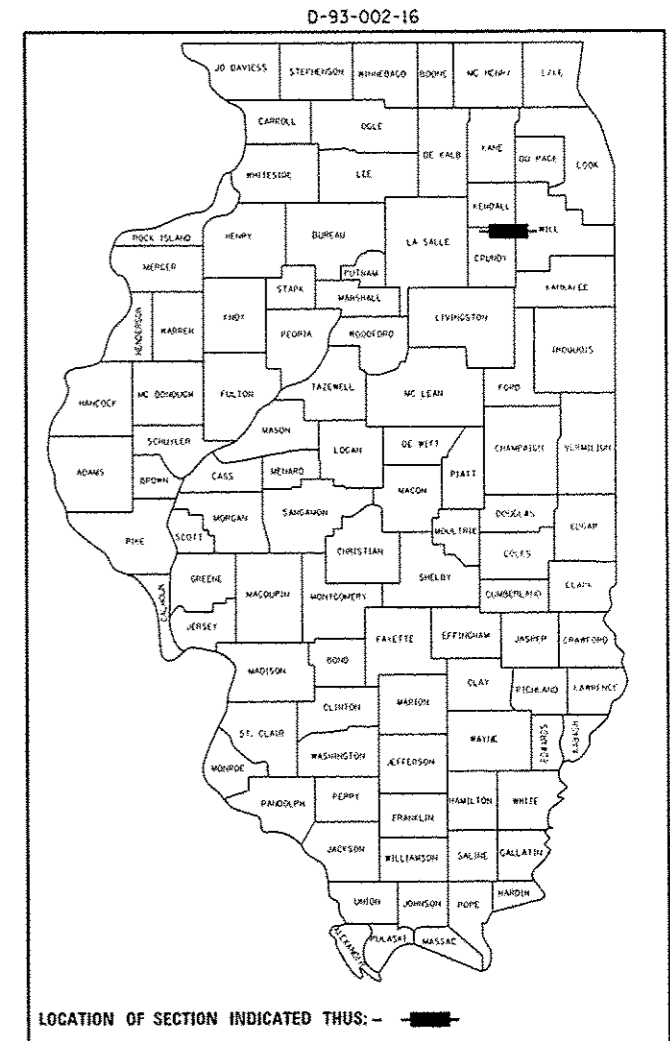 D-93-002-16
JO DAVIESS STEPHENSON WINNEBAGO BOONE MC HENRY LAKE
CARROLL OGLE DE KALB KANE DU PAGE COOK
WHITESIDE LEE KENDALL WILL
ROCK ISLAND HENRY BUREAU LA SALLE GRUNDY
MERCER PUTNAM KANKAKEE
STARK MARSHALL
HENDERSON WARREN KNOX PEORIA WOODFORD LIVINGSTON IROQUOIS
HANCOCK MC DONOUGH FULTON TAZEWELL MC LEAN FORD
MASON
SCHUYLER LOGAN DE WITT CHAMPAIGN VERMILION
ADAMS BROWN CASS MENARD PIATT
MACON
PIKE SCOTT MORGAN SANGAMON MOULTRIE DOUGLAS EDGAR
CHRISTIAN COLES
GREENE SHELBY CLARK
CALHOUN MACOUPIN MONTGOMERY CUMBERLAND
JERSEY
FAYETTE EFFINGHAM JASPER CRAWFORD
MADISON BOND
CLAY RICHLAND LAWRENCE
CLINTON MARION
ST. CLAIR WAYNE EDWARDS WABASH
WASHINGTON JEFFERSON
MONROE
RANDOLPH PERRY HAMILTON WHITE
FRANKLIN
JACKSON WILLIAMSON SALINE GALLATIN
HARDIN
UNION JOHNSON POPE
ALEXANDER PULASKI MASSAC
LOCATION OF SECTION INDICATED THUS: -